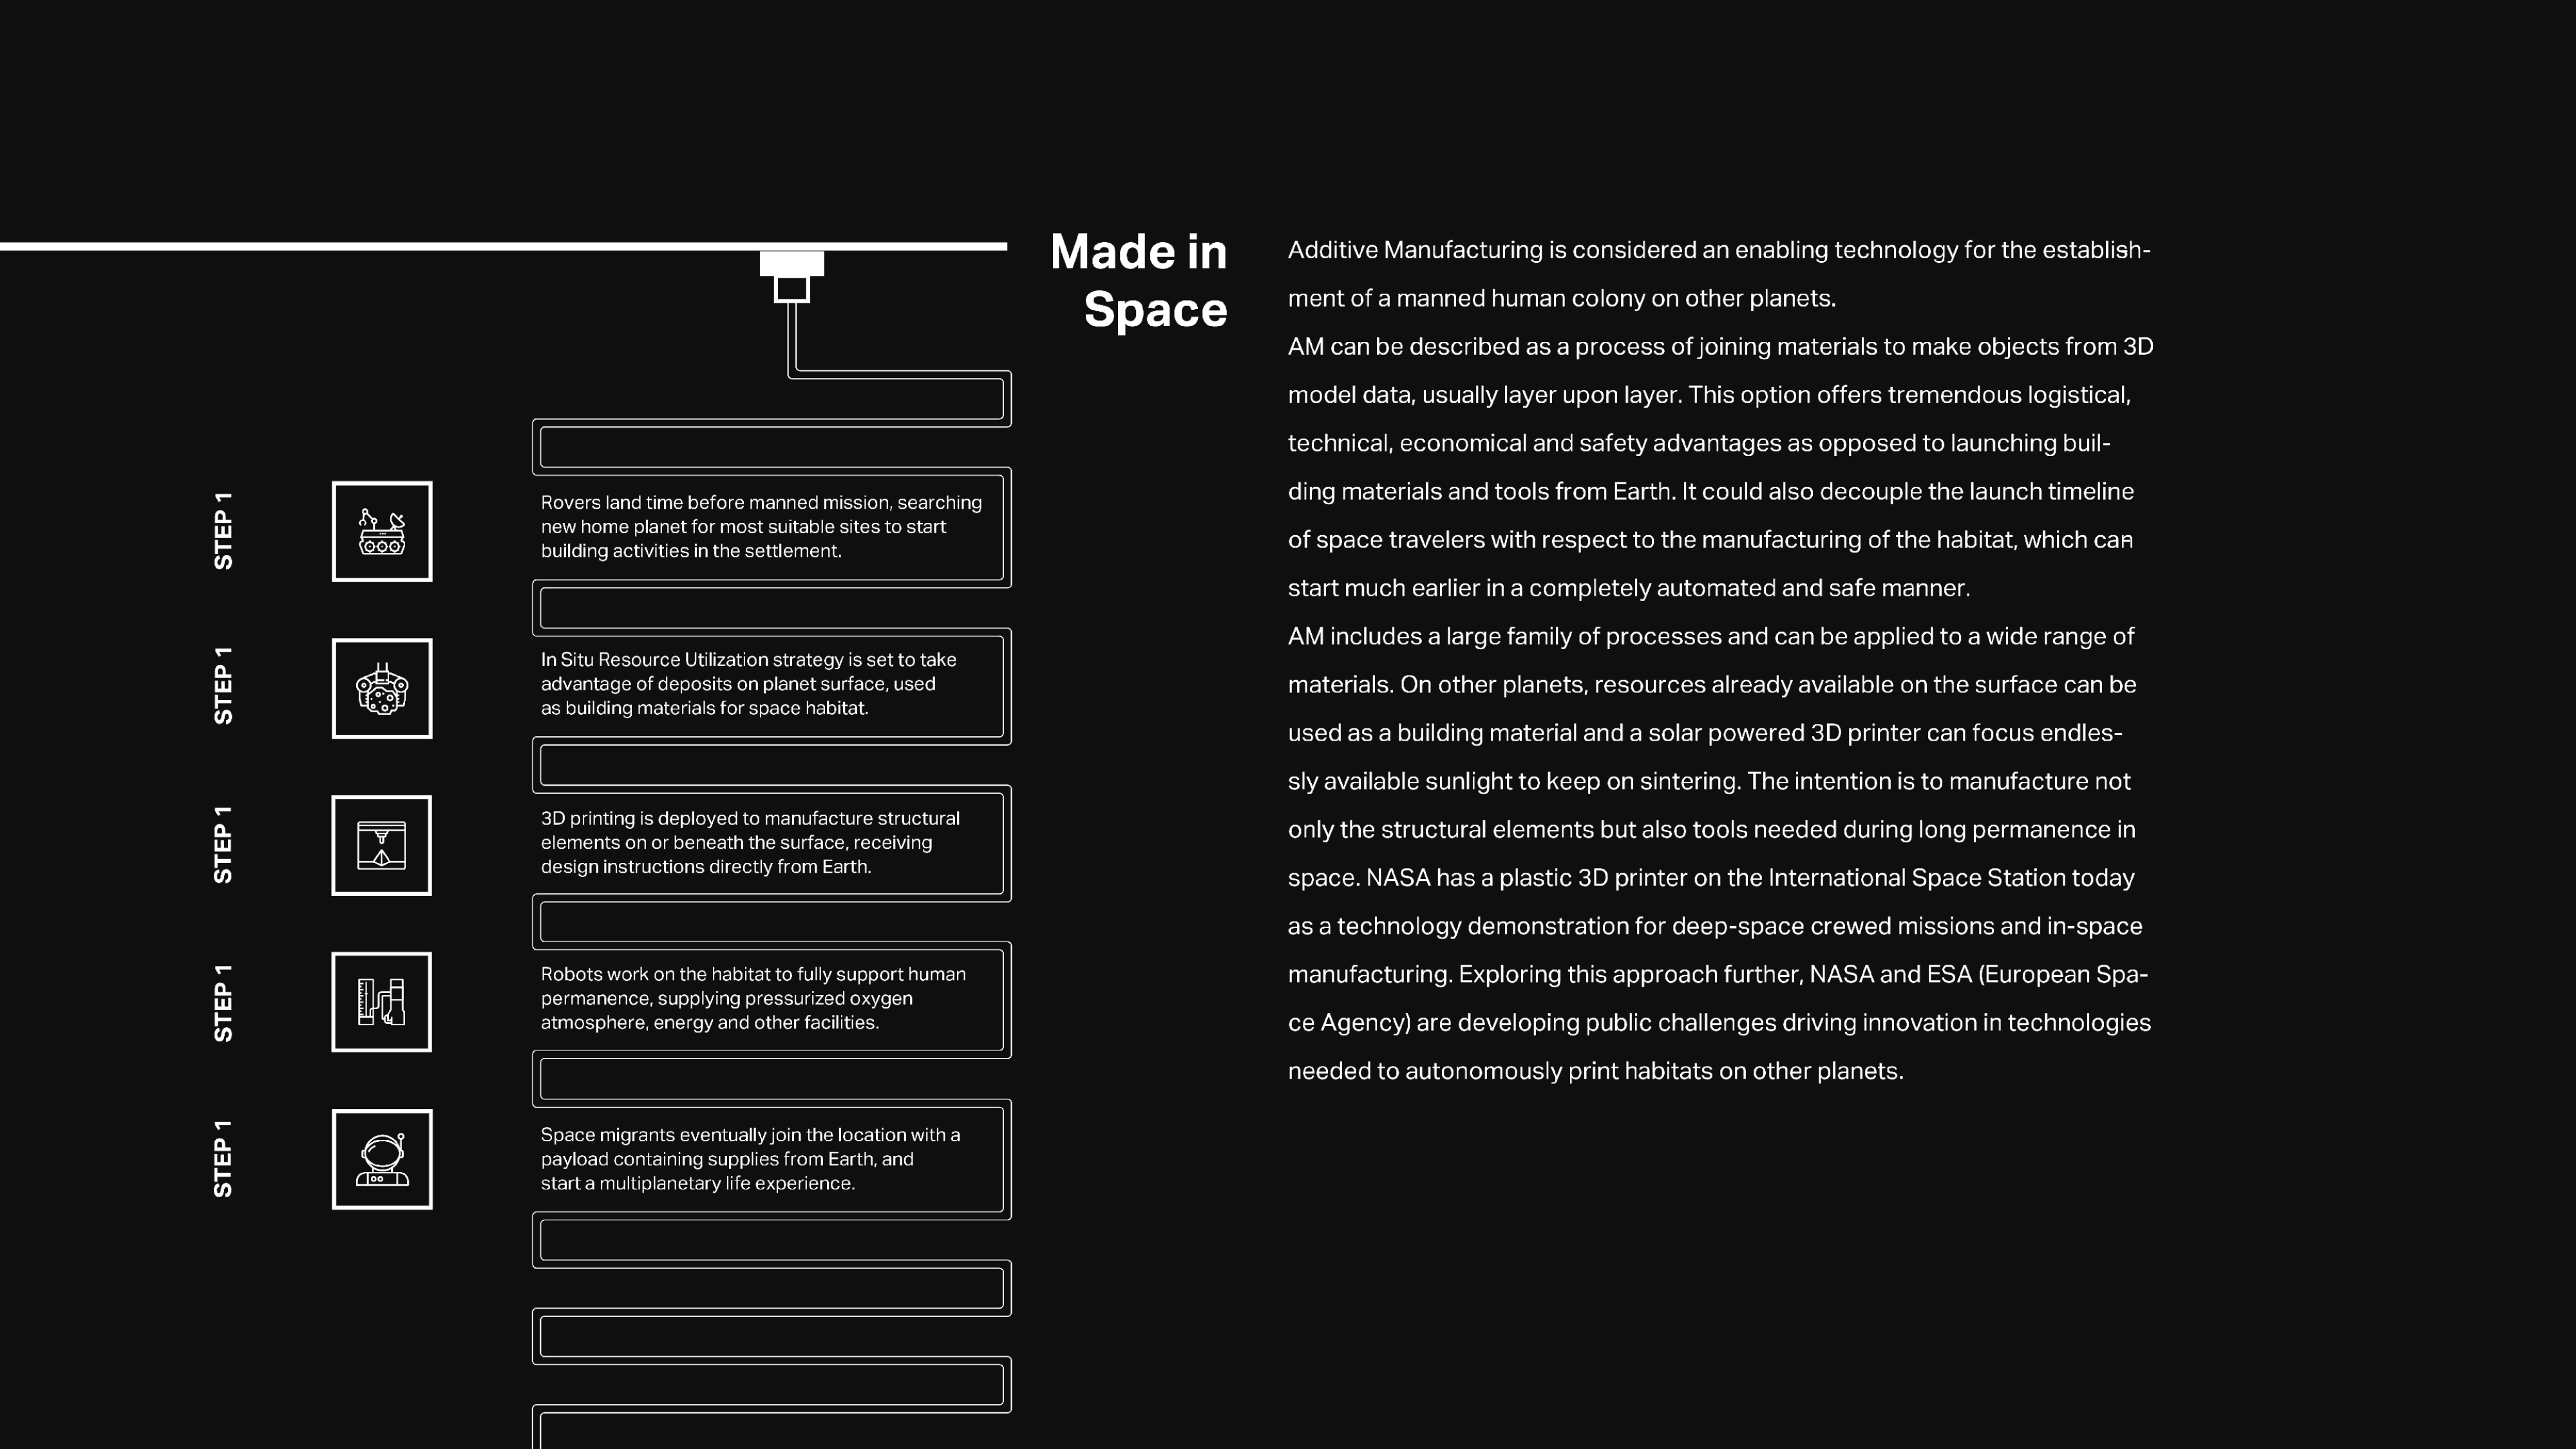 Made in
Space
Additive Manufacturing is considered an enabling technology for the establish-
ment of a manned human colony on other planets.
AM can be described as a process of joining materials to make objects from 3D
model data, usually layer upon layer. This option offers tremendous logistical,
technical, economical and safety advantages as opposed to launching buil-
ding materials and tools from Earth. It could also decouple the launch timeline
of space travelers with respect to the manufacturing of the habitat, which can
start much earlier in a completely automated and safe manner.
AM includes a large family of processes and can be applied to a wide range of
materials. On other planets, resources already available on the surface can be
used as a building material and a solar powered 3D printer can focus endles-
sly available sunlight to keep on sintering. The intention is to manufacture not
only the structural elements but also tools needed during long permanence in
space. NASA has a plastic 3D printer on the International Space Station today
as a technology demonstration for deep-space crewed missions and in-space
manufacturing. Exploring this approach further, NASA and ESA (European Spa-
ce Agency) are developing public challenges driving innovation in technologies
needed to autonomously print habitats on other planets.
STEP 1
Rovers land time before manned mission, searching
new home planet for most suitable sites to start
building activities in the settlement.
STEP 1
In Situ Resource Utilization strategy is set to take
advantage of deposits on planet surface, used
as building materials for space habitat.
STEP 1
3D printing is deployed to manufacture structural
elements on or beneath the surface, receiving
design instructions directly from Earth.
STEP 1
Robots work on the habitat to fully support human
permanence, supplying pressurized oxygen
atmosphere, energy and other facilities.
STEP 1
Space migrants eventually join the location with a
payload containing supplies from Earth, and
start a multiplanetary life experience.